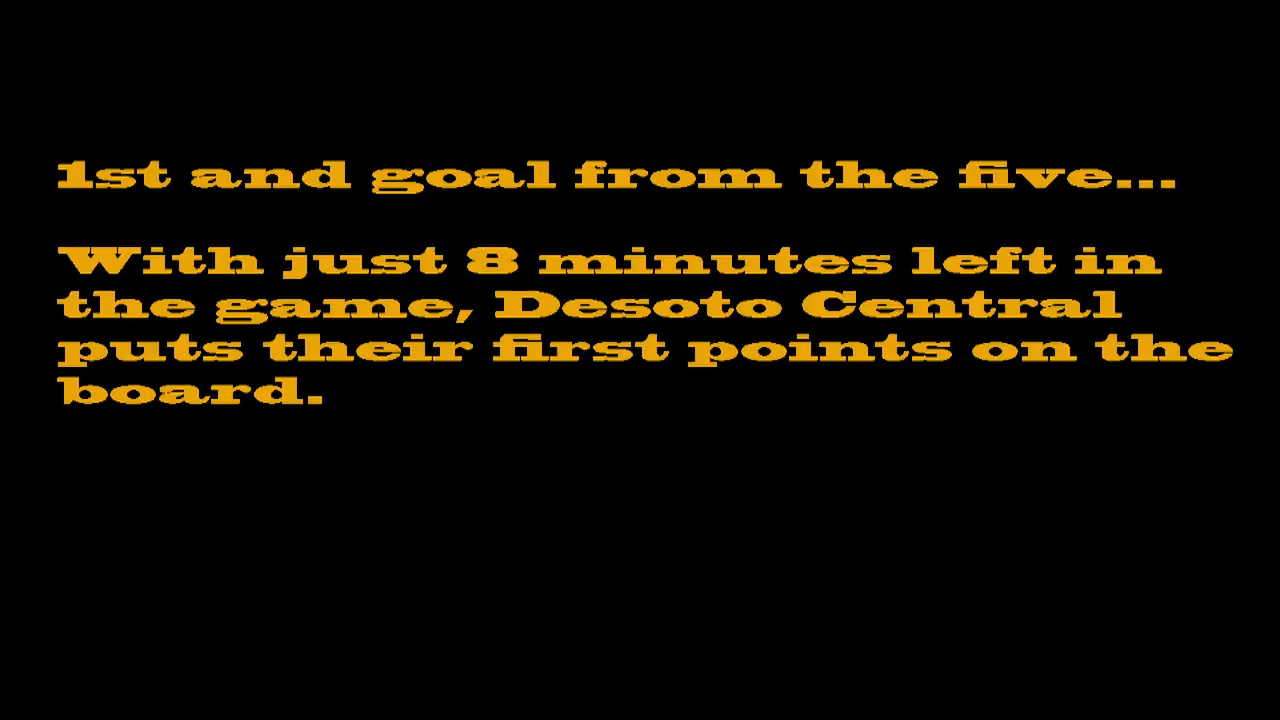 1st and goal from the five...
With just 8 minutes left in
the game, Desoto Central
puts their first points on the
board.